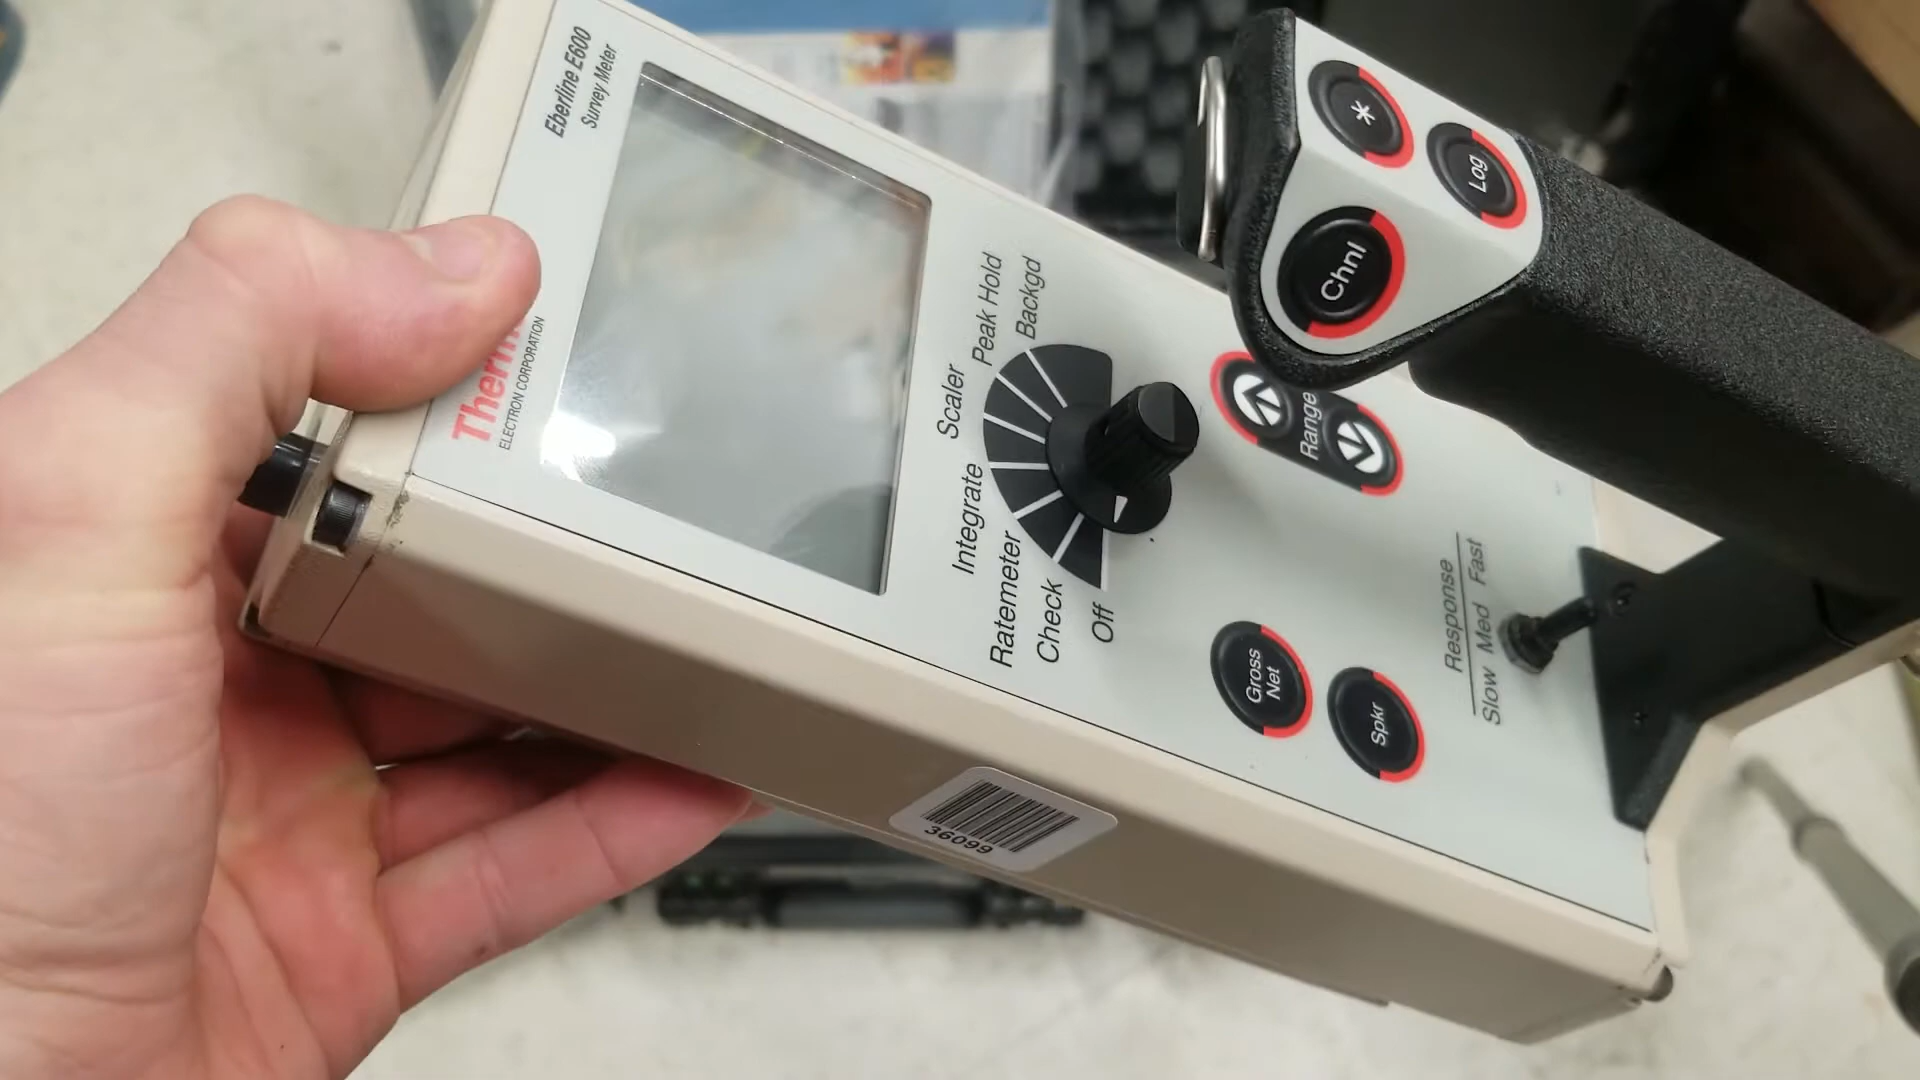 Eberline E600
Survey Meter
Thermo
ELECTRON CORPORATION
Off
Check
Ratemeter
Integrate
Scaler
Peak Hold
Backgd
*
Log
Chnl
Range
Gross
Net
Spkr
Response
Slow Med Fast
36099